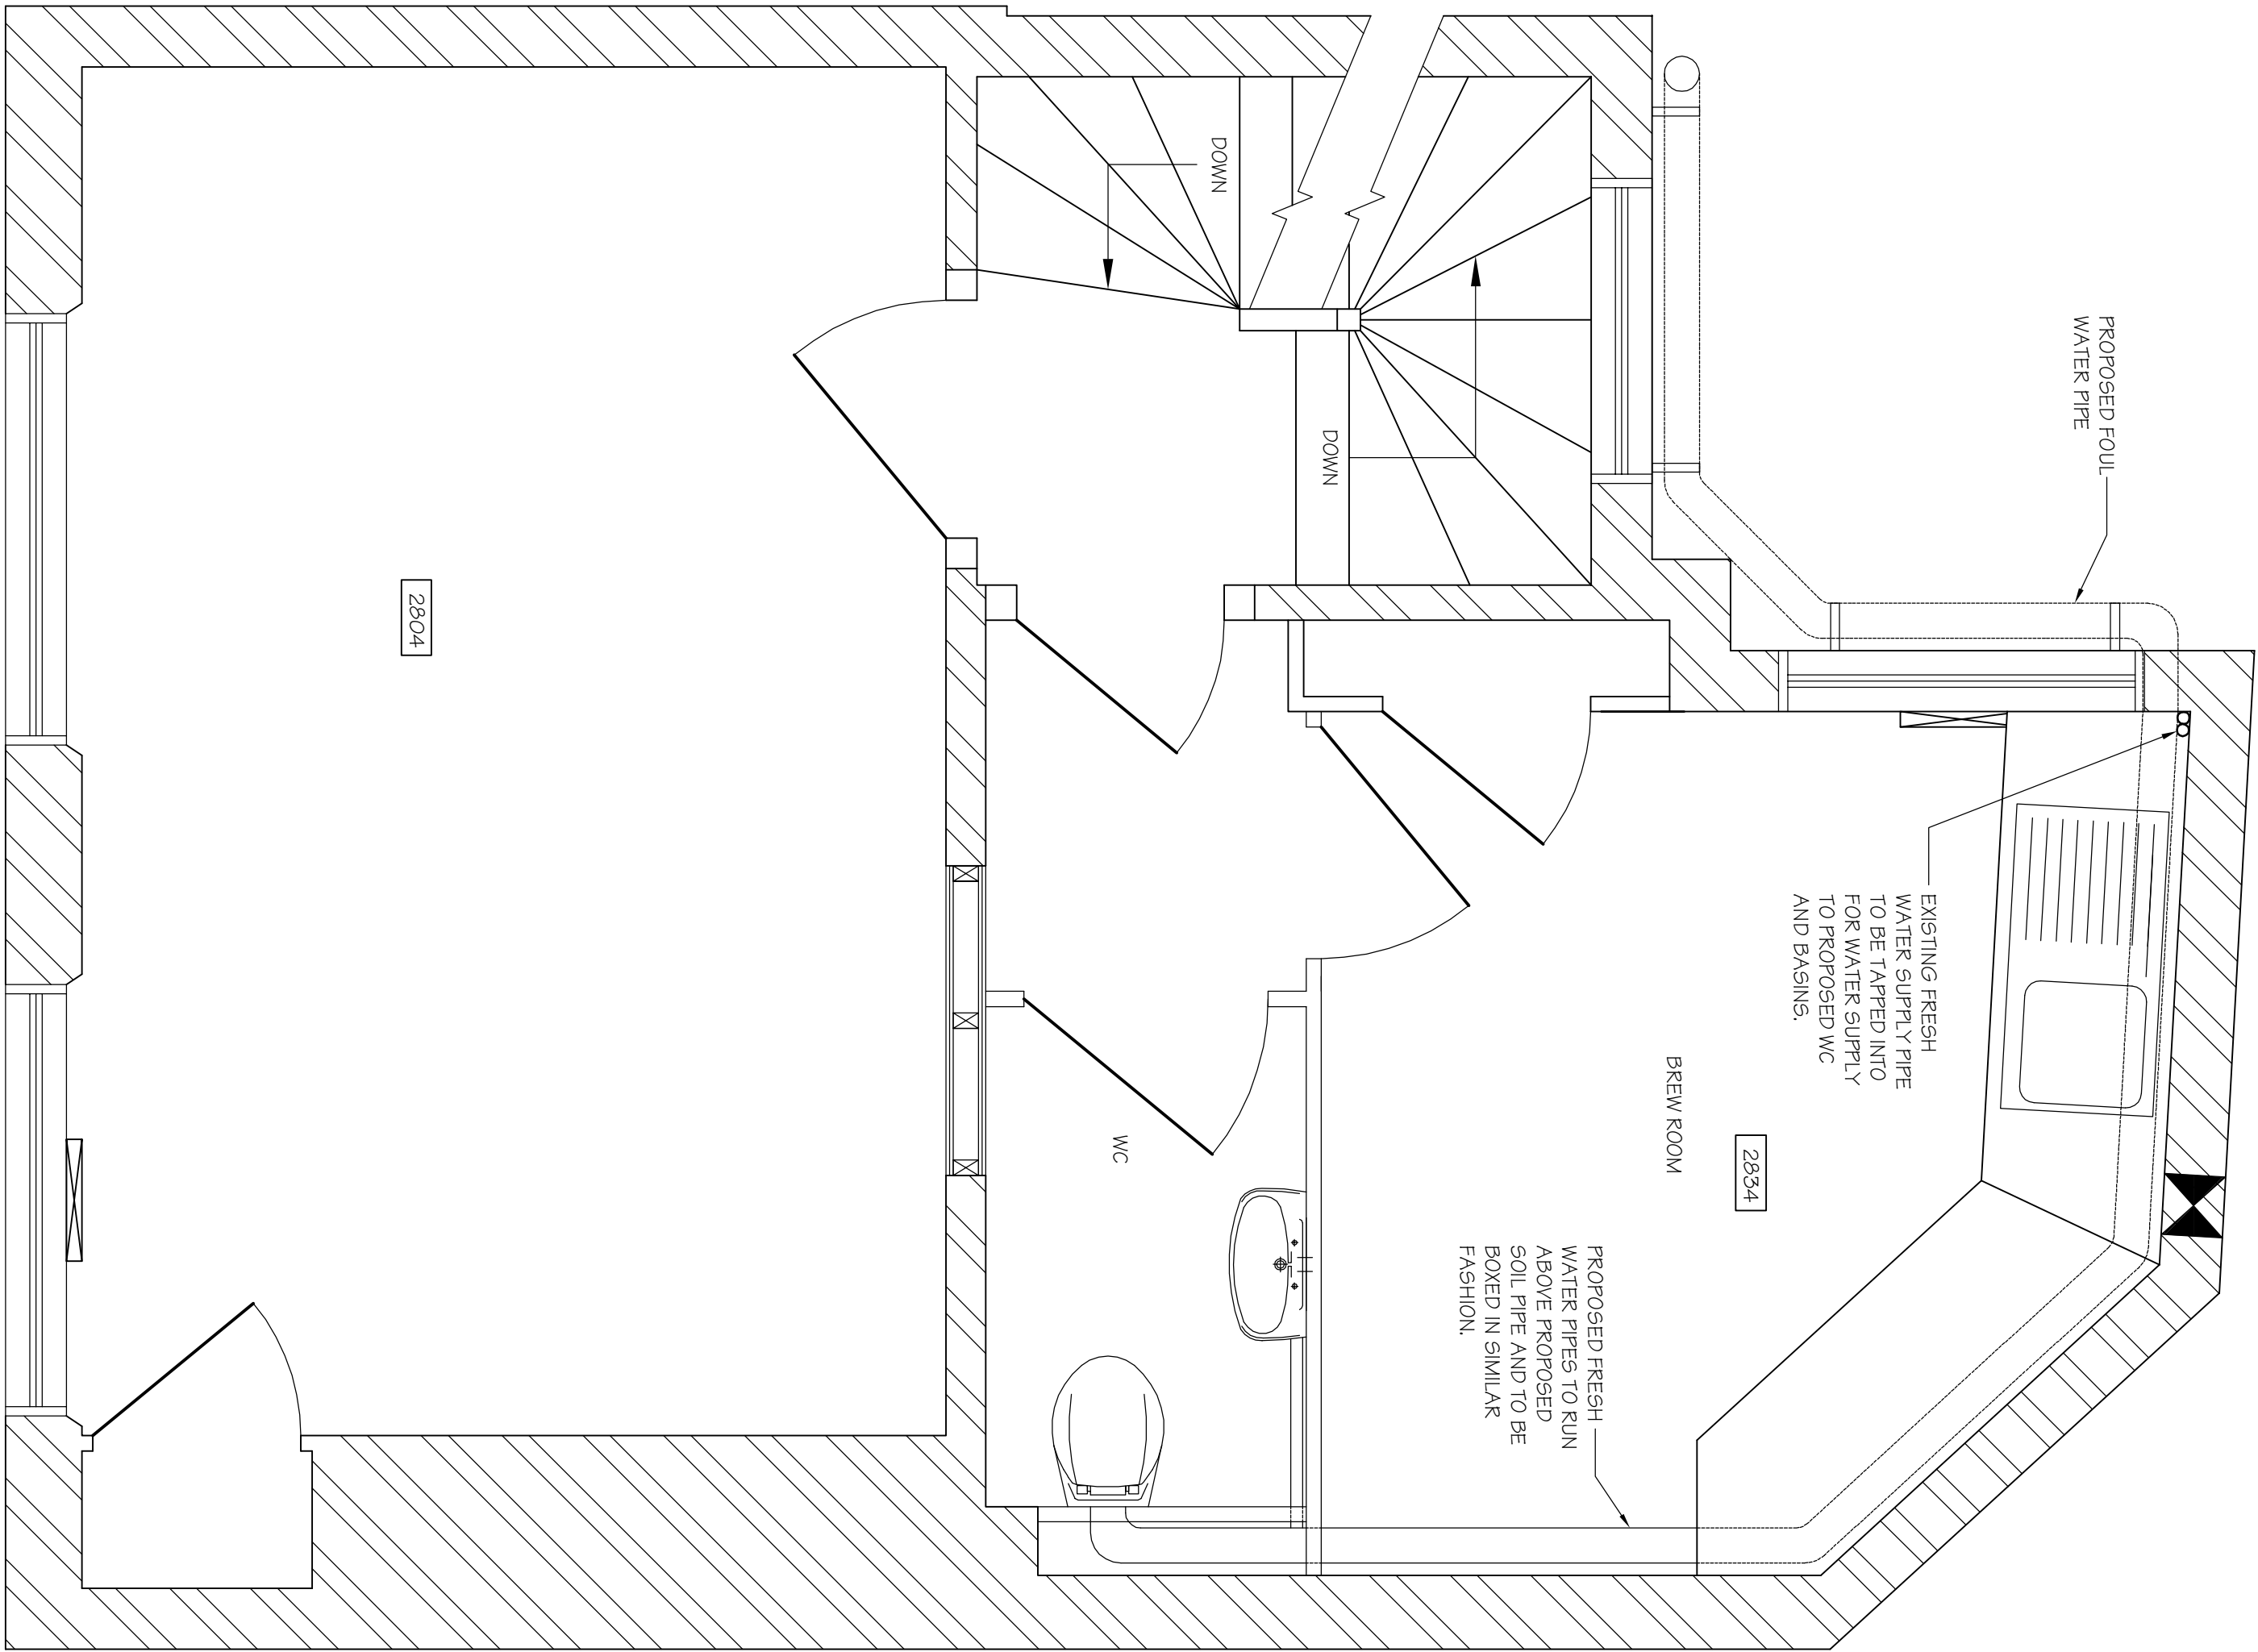 PROPOSED FOUL
WATER PIPE
EXISTING FRESH
WATER SUPPLY PIPE
TO BE TAPPED INTO
FOR WATER SUPPLY
TO PROPOSED WC
AND BASINS.
2834
BREW ROOM
PROPOSED FRESH
WATER PIPES TO RUN
ABOVE PROPOSED
SOIL PIPE AND TO BE
BOXED IN SIMILAR
FASHION.
DOWN
DOWN
WC
2804